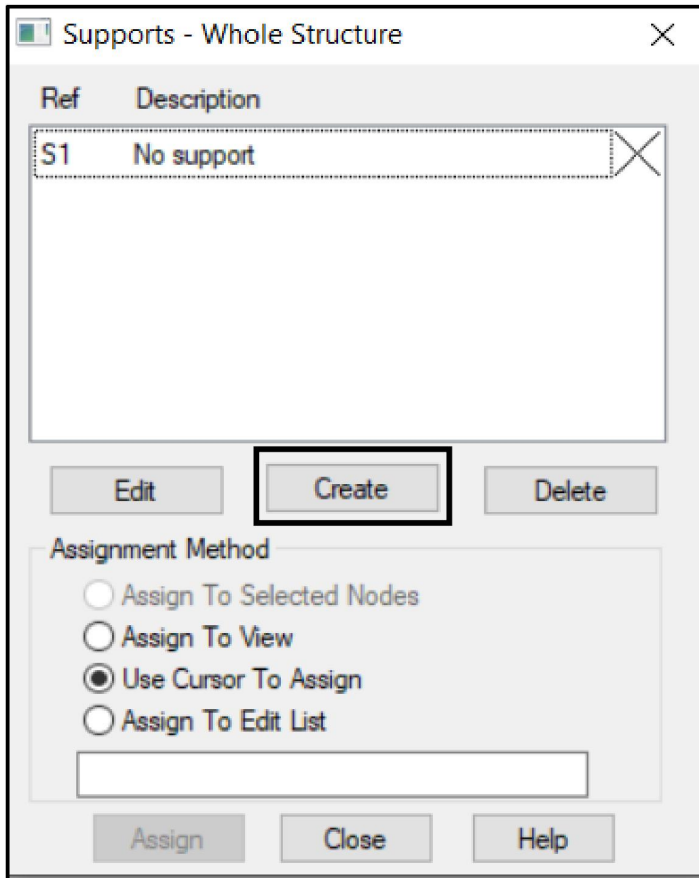 Supports - Whole Structure
Ref Description
S1 No support
Edit Create Delete
Assignment Method
Assign To Selected Nodes
Assign To View
Use Cursor To Assign
Assign To Edit List
Assign Close Help